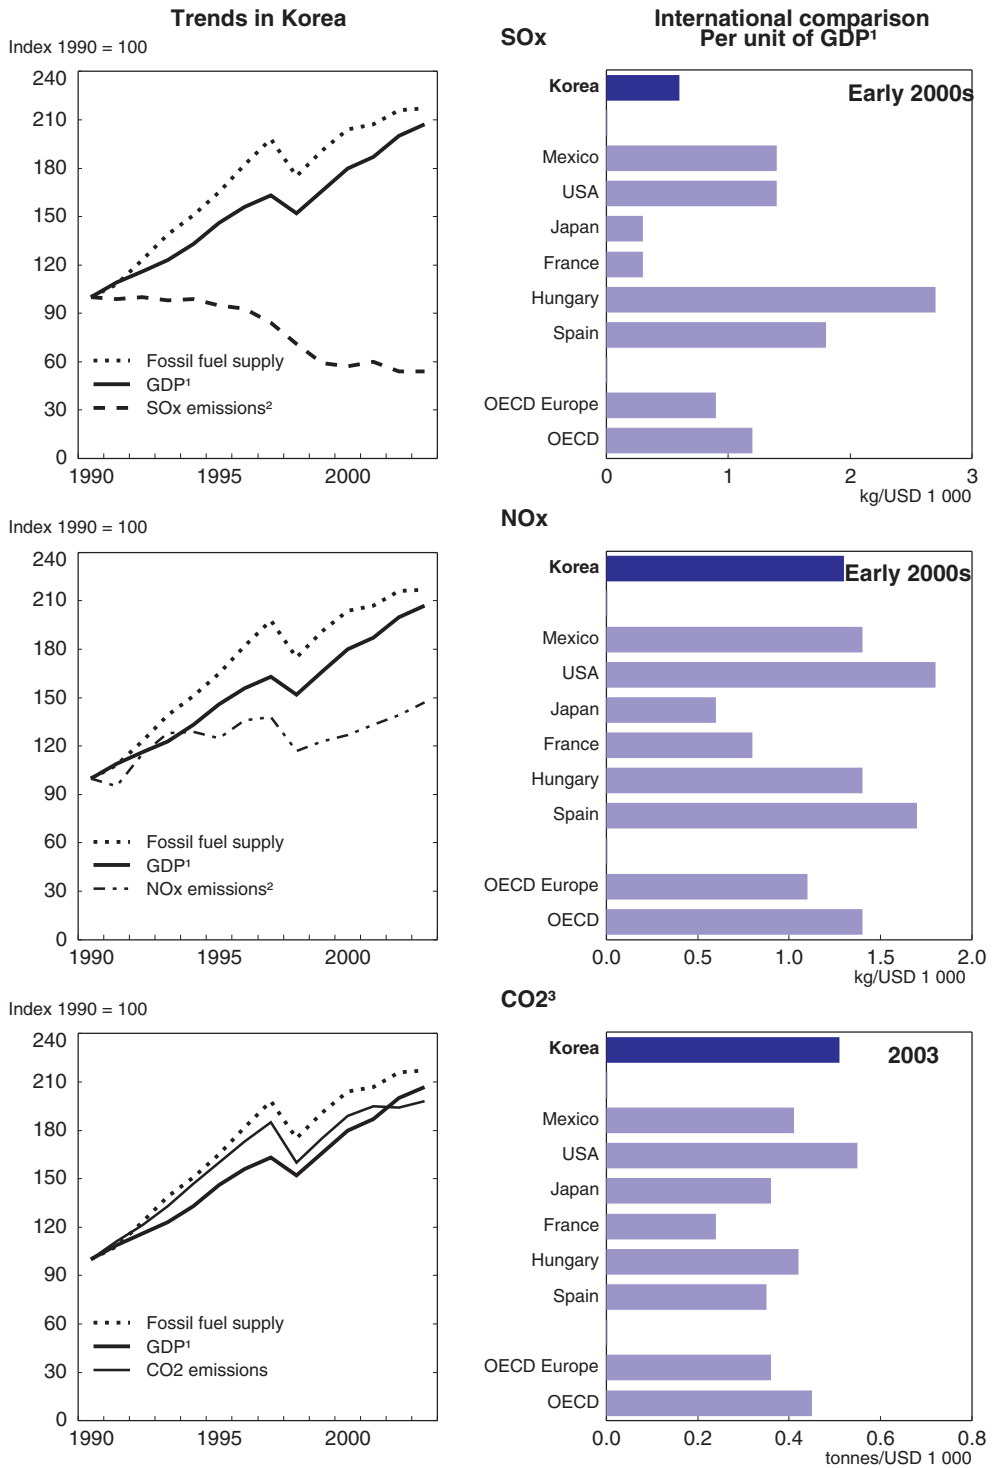 Trends in Korea
International comparison
Per unit of GDP¹
Index 1990 = 100
240
210
180
150
120
90
60
30
0
Fossil fuel supply
GDP¹
SOx emissions²
1990
1995
2000
SOx
Korea
Early 2000s
Mexico
USA
Japan
France
Hungary
Spain
OECD Europe
OECD
0
1
2
3
kg/USD 1 000
Index 1990 = 100
240
210
180
150
120
90
60
30
0
Fossil fuel supply
GDP¹
NOx emissions²
1990
1995
2000
NOx
Korea
Early 2000s
Mexico
USA
Japan
France
Hungary
Spain
OECD Europe
OECD
0.0
0.5
1.0
1.5
2.0
kg/USD 1 000
Index 1990 = 100
240
210
180
150
120
90
60
30
0
Fossil fuel supply
GDP¹
CO2 emissions
1990
1995
2000
CO2³
Korea
2003
Mexico
USA
Japan
France
Hungary
Spain
OECD Europe
OECD
0.0
0.2
0.4
0.6
0.8
tonnes/USD 1 000